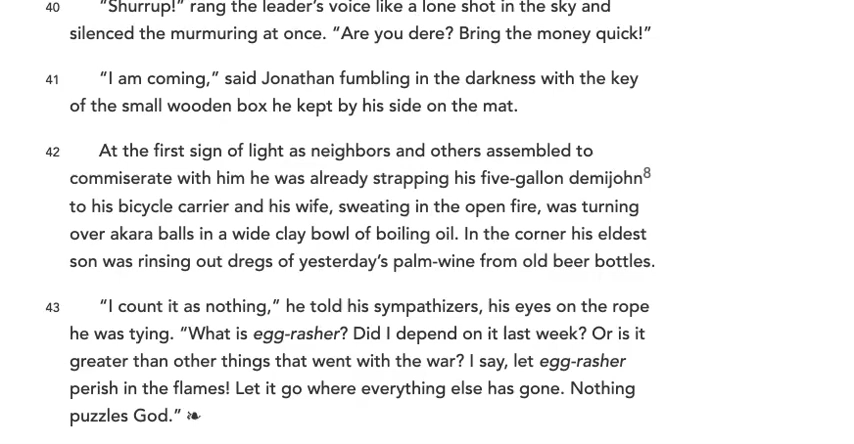 40 “Shurrup!” rang the leader’s voice like a lone shot in the sky and
silenced the murmuring at once. “Are you dere? Bring the money quick!”
41 “I am coming,” said Jonathan fumbling in the darkness with the key
of the small wooden box he kept by his side on the mat.
42 At the first sign of light as neighbors and others assembled to
commiserate with him he was already strapping his five-gallon demijohn8
to his bicycle carrier and his wife, sweating in the open fire, was turning
over akara balls in a wide clay bowl of boiling oil. In the corner his eldest
son was rinsing out dregs of yesterday’s palm-wine from old beer bottles.
43 “I count it as nothing,” he told his sympathizers, his eyes on the rope
he was tying. “What is egg-rasher? Did I depend on it last week? Or is it
greater than other things that went with the war? I say, let egg-rasher
perish in the flames! Let it go where everything else has gone. Nothing
puzzles God.” ❧